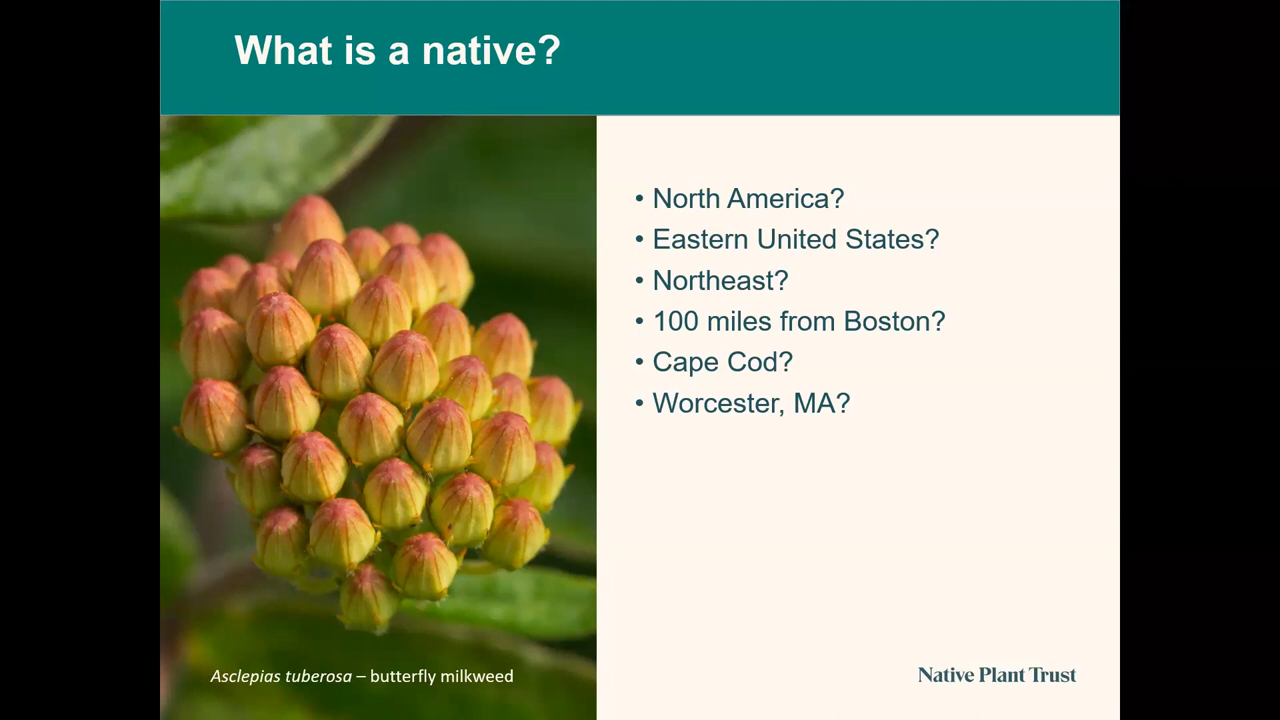 What is a native?
• North America?
• Eastern United States?
• Northeast?
• 100 miles from Boston?
• Cape Cod?
• Worcester, MA?
Asclepias tuberosa – butterfly milkweed
Native Plant Trust